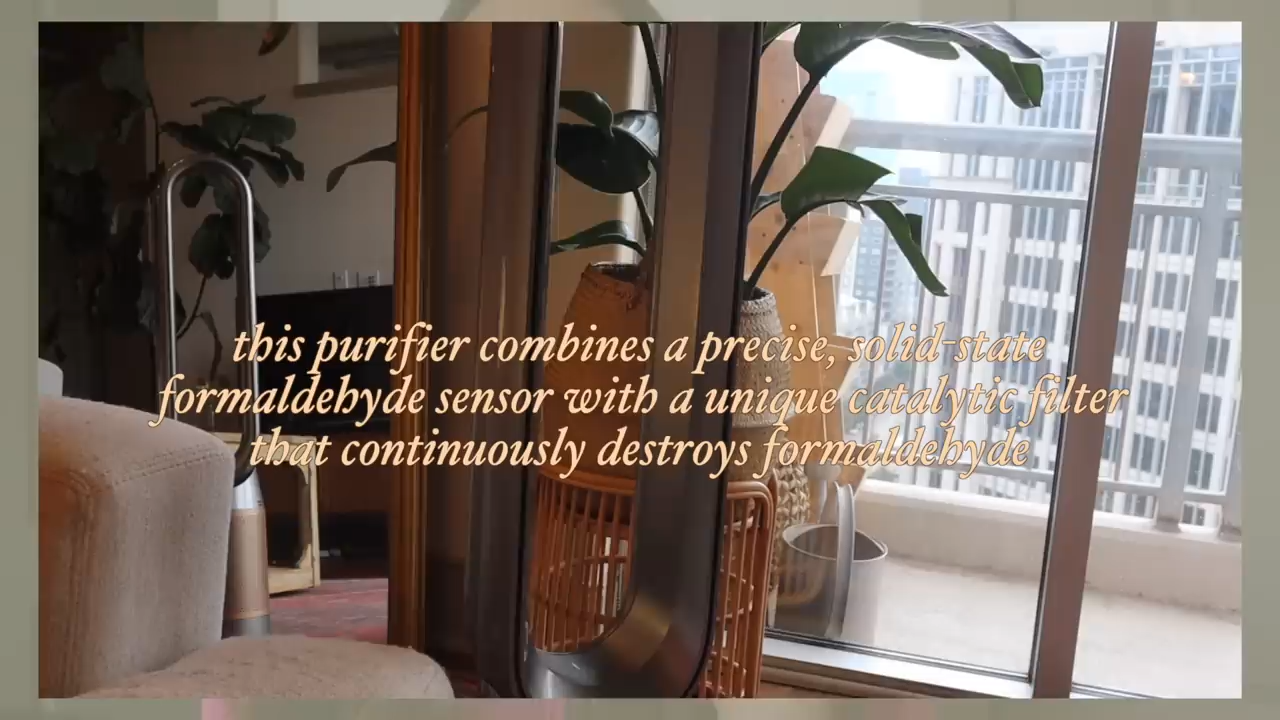 this purifier combines a precise, solid-state
formaldehyde sensor with a unique catalytic filter
that continuously destroys formaldehyde